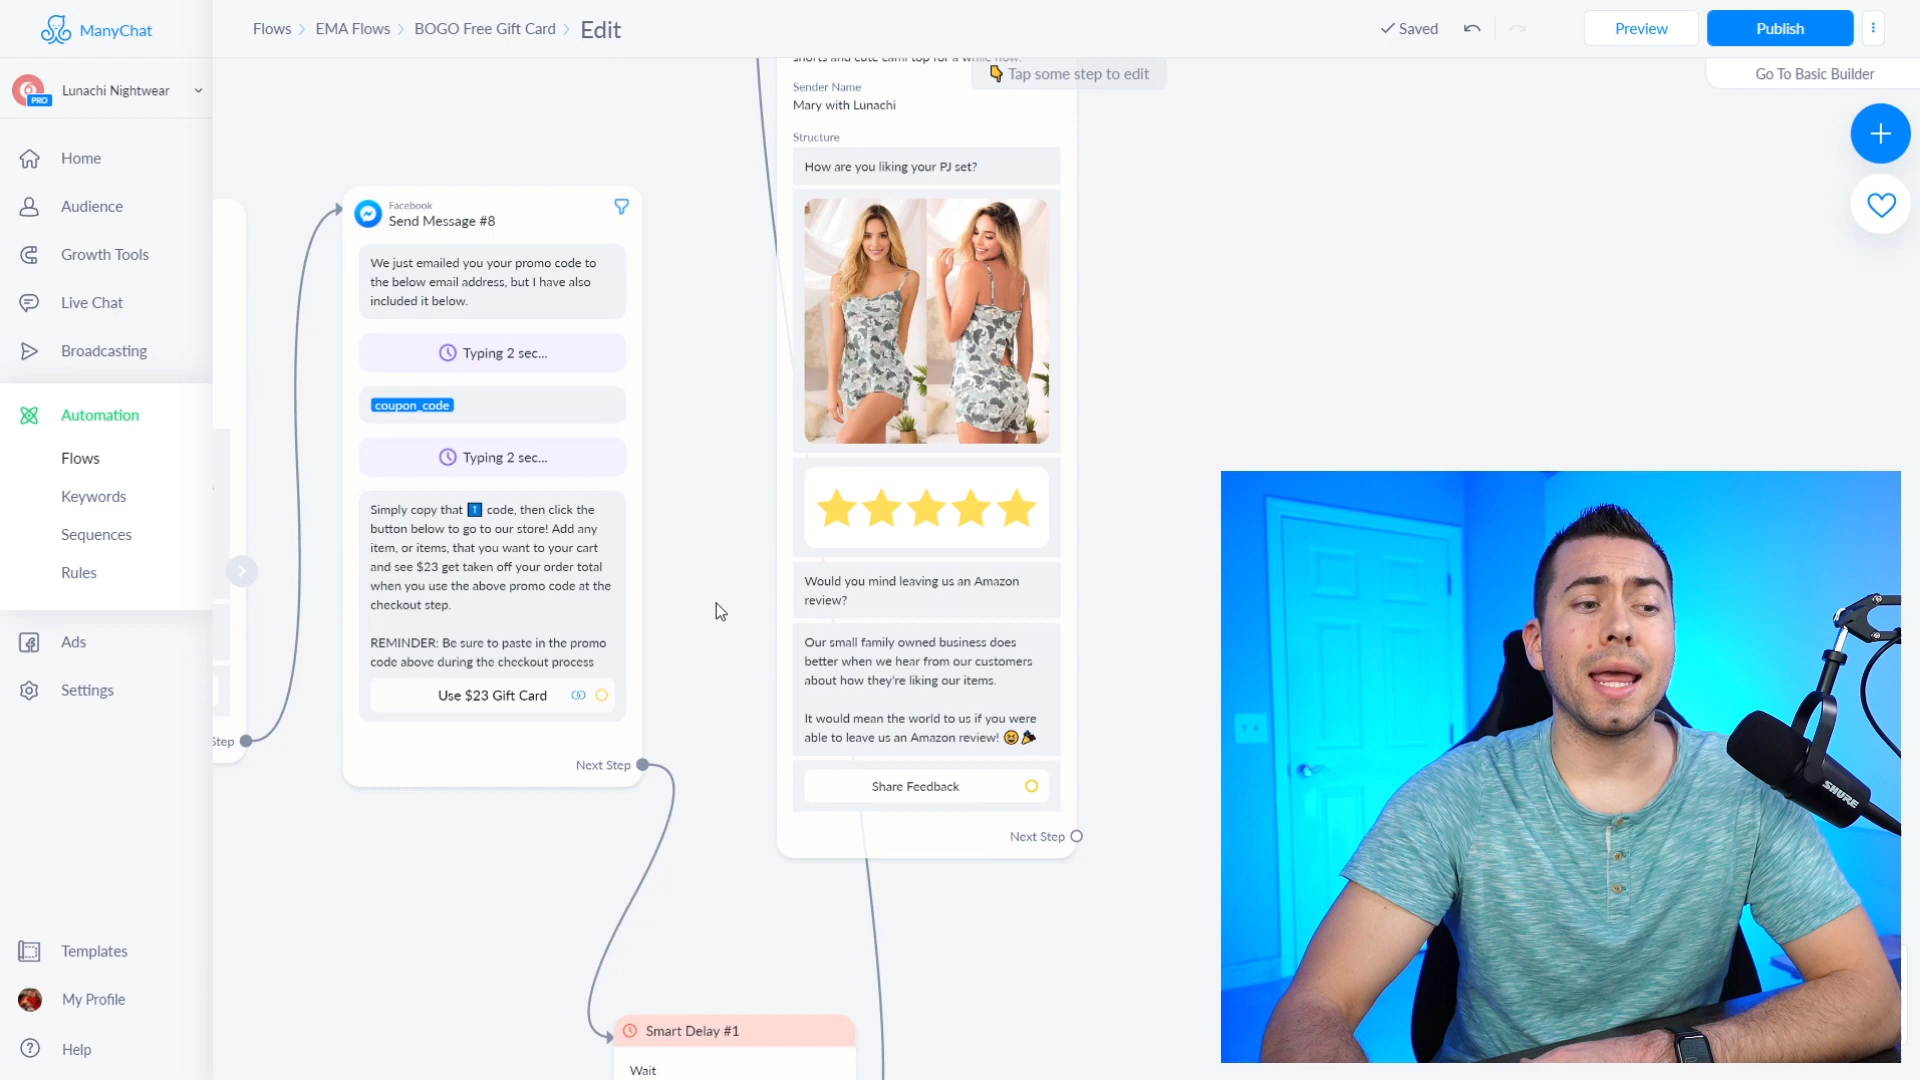 ManyChat
Flows
EMA Flows
BOGO Free Gift Card
Edit
Saved
Preview
Publish
Go To Basic Builder
PRO
Lunachi Nightwear
Home
Audience
Growth Tools
Live Chat
Broadcasting
Automation
Flows
Keywords
Sequences
Rules
Ads
Settings
Templates
My Profile
Help
Step
Facebook
Send Message #8
We just emailed you your promo code to
the below email address, but I have also
included it below.
Typing 2 sec...
coupon_code
Typing 2 sec...
Simply copy that ⬆ code, then click the
button below to go to our store! Add any
item, or items, that you want to your cart
and see $23 get taken off your order total
when you use the above promo code at the
checkout step.
REMINDER: Be sure to paste in the promo
code above during the checkout process
Use $23 Gift Card
Next Step
Smart Delay #1
Wait
shorts and cute cami top for a while now.
👇 Tap some step to edit
Sender Name
Mary with Lunachi
Structure
How are you liking your PJ set?
Would you mind leaving us an Amazon
review?
Our small family owned business does
better when we hear from our customers
about how they're liking our items.
It would mean the world to us if you were
able to leave us an Amazon review! 😆🎉
Share Feedback
Next Step
SHURE